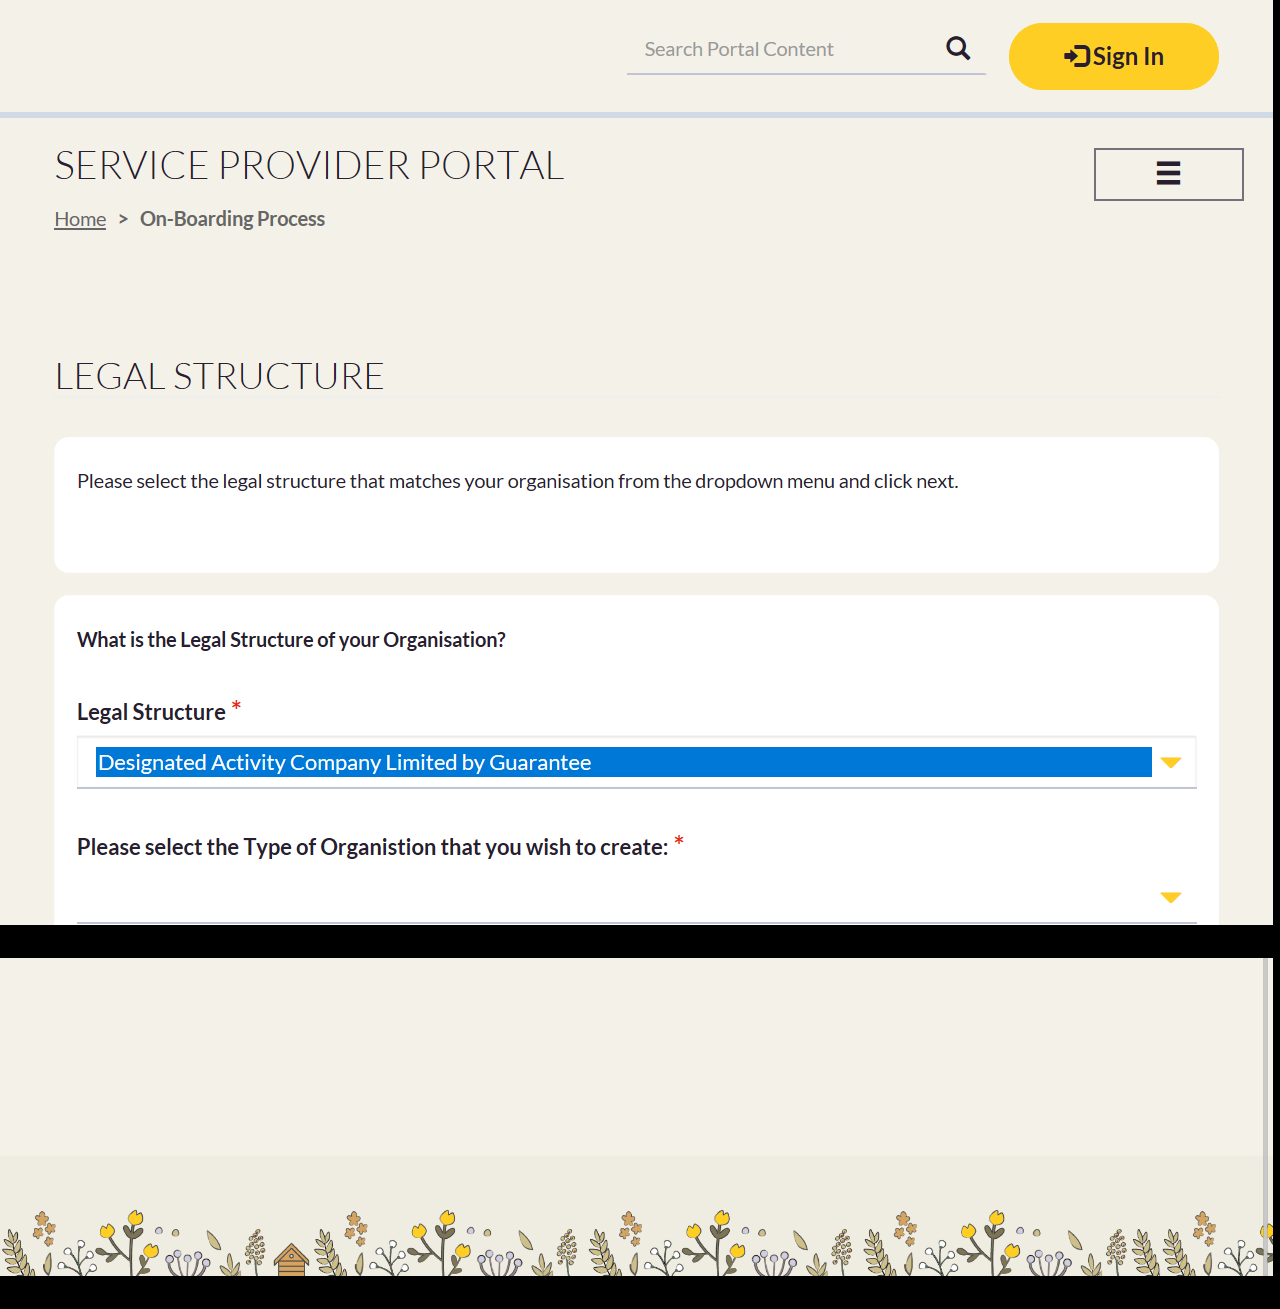 Search Portal Content
Sign In
SERVICE PROVIDER PORTAL
Home > On-Boarding Process
LEGAL STRUCTURE
Please select the legal structure that matches your organisation from the dropdown menu and click next.
What is the Legal Structure of your Organisation?
Legal Structure *
Designated Activity Company Limited by Guarantee
Please select the Type of Organistion that you wish to create: *